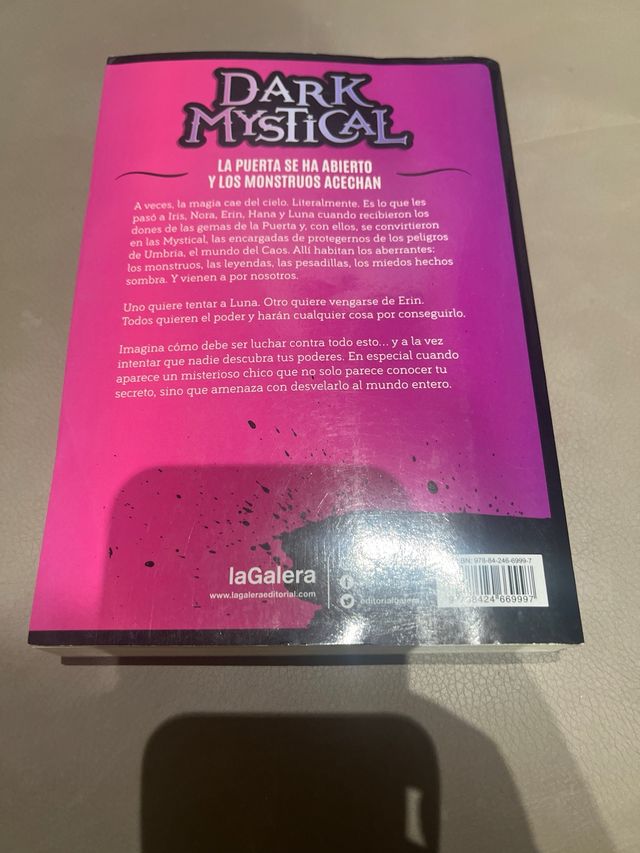 DARK
MYSTICAL
LA PUERTA SE HA ABIERTO
Y LOS MONSTRUOS ACECHAN
A veces, la magia cae del cielo. Literalmente. Es lo que les
pasó a Iris, Nora, Erin, Hana y Luna cuando recibieron los
dones de las gemas de la Puerta y, con ellos, se convirtieron
en las Mystical, las encargadas de protegernos de los peligros
de Umbria, el mundo del Caos. Allí habitan los aberrantes:
los monstruos, las leyendas, las pesadillas, los miedos hechos
sombra. Y vienen a por nosotros.
Uno quiere tentar a Luna. Otro quiere vengarse de Erin.
Todos quieren el poder y harán cualquier cosa por conseguirlo.
Imagina cómo debe ser luchar contra todo esto... y a la vez
intentar que nadie descubra tus poderes. En especial cuando
aparece un misterioso chico que no solo parece conocer tu
secreto, sino que amenaza con desvelarlo al mundo entero.
laGalera
www.lagaleraeditorial.com
editorialgalera
978-84-246-6999-7
669997